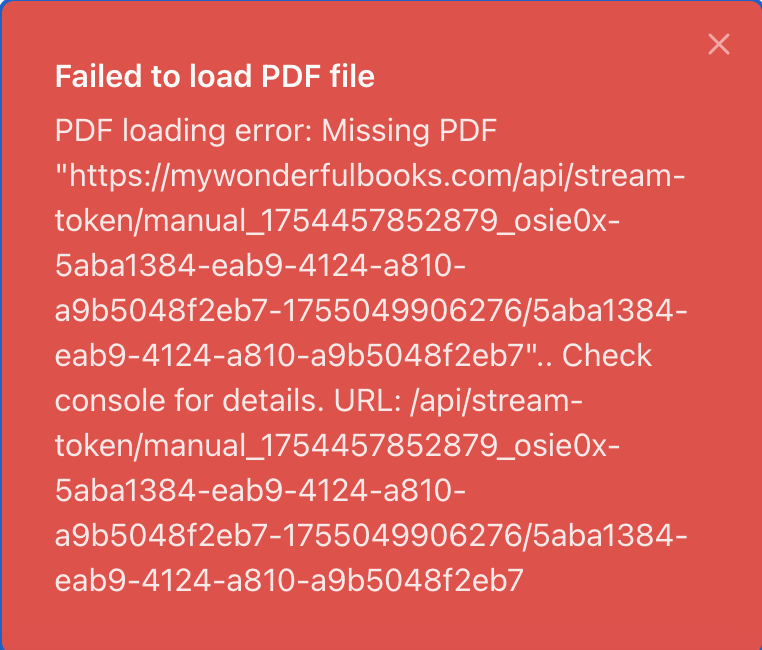 Failed to load PDF file
PDF loading error: Missing PDF
"https://mywonderfulbooks.com/api/stream-
token/manual_1754457852879_osie0x-
5aba1384-eab9-4124-a810-
a9b5048f2eb7-1755049906276/5aba1384-
eab9-4124-a810-a9b5048f2eb7".. Check
console for details. URL: /api/stream-
token/manual_1754457852879_osie0x-
5aba1384-eab9-4124-a810-
a9b5048f2eb7-1755049906276/5aba1384-
eab9-4124-a810-a9b5048f2eb7